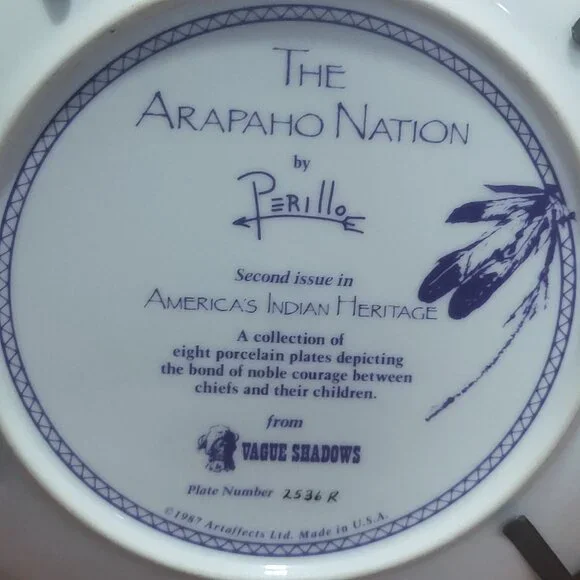 THE
ARAPAHO NATION
by
PERILLO
Second issue in
AMERICA'S INDIAN HERITAGE
A collection of
eight porcelain plates depicting
the bond of noble courage between
chiefs and their children.
from
VAGUE SHADOWS
Plate Number 2536 R
© 1987 Artaffects Ltd. Made in U.S.A.